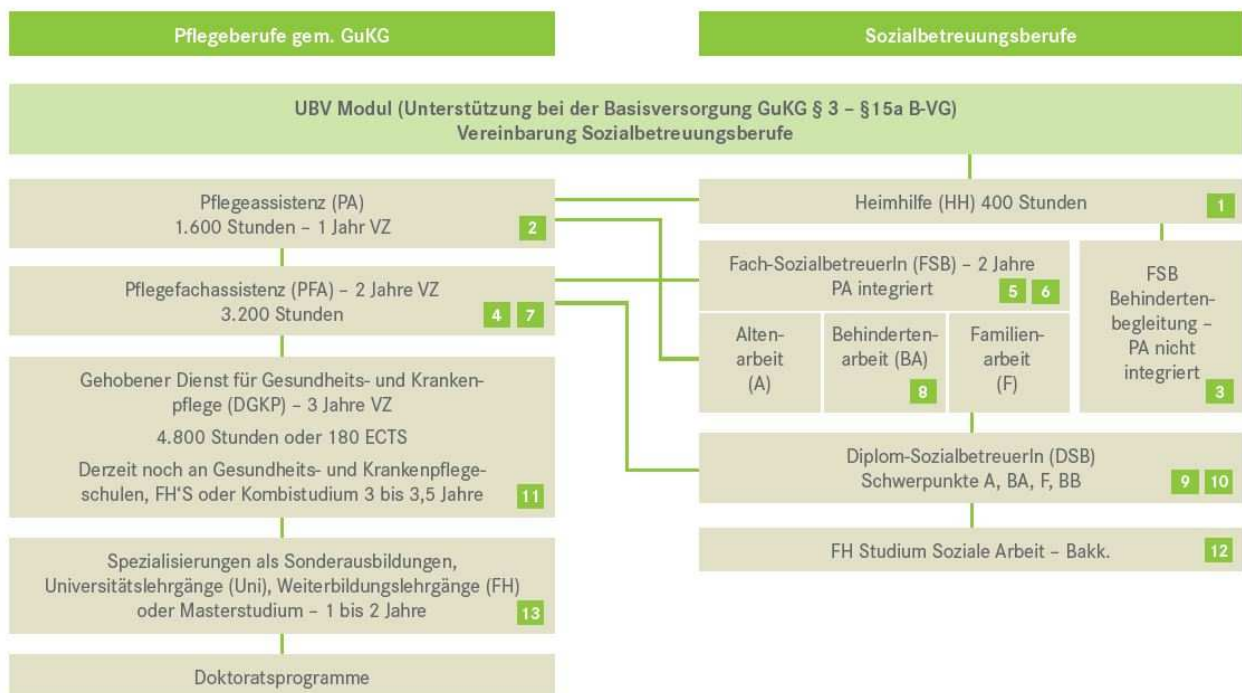 Pflegeberufe gem. GuKG
Sozialbetreuungsberufe
UBV Modul (Unterstützung bei der Basisversorgung GuKG § 3 – §15a B-VG)
Vereinbarung Sozialbetreuungsberufe
Pflegeassistenz (PA)
1.600 Stunden – 1 Jahr VZ
2
Pflegefachassistenz (PFA) – 2 Jahre VZ
3.200 Stunden
4 7
Gehobener Dienst für Gesundheits- und Kranken-
pflege (DGKP) – 3 Jahre VZ
4.800 Stunden oder 180 ECTS
Derzeit noch an Gesundheits- und Krankenpflege-
schulen, FH‘S oder Kombistudium 3 bis 3,5 Jahre
11
Spezialisierungen als Sonderausbildungen,
Universitätslehrgänge (Uni), Weiterbildungslehrgänge (FH)
oder Masterstudium – 1 bis 2 Jahre
13
Doktoratsprogramme
Heimhilfe (HH) 400 Stunden
1
Fach-SozialbetreuerIn (FSB) – 2 Jahre
PA integriert
5 6
Alten-
arbeit
(A)
Behinderten-
arbeit (BA)
8
Familien-
arbeit
(F)
FSB
Behinderten-
begleitung –
PA nicht
integriert
3
Diplom-SozialbetreuerIn (DSB)
Schwerpunkte A, BA, F, BB
9 10
FH Studium Soziale Arbeit – Bakk.
12